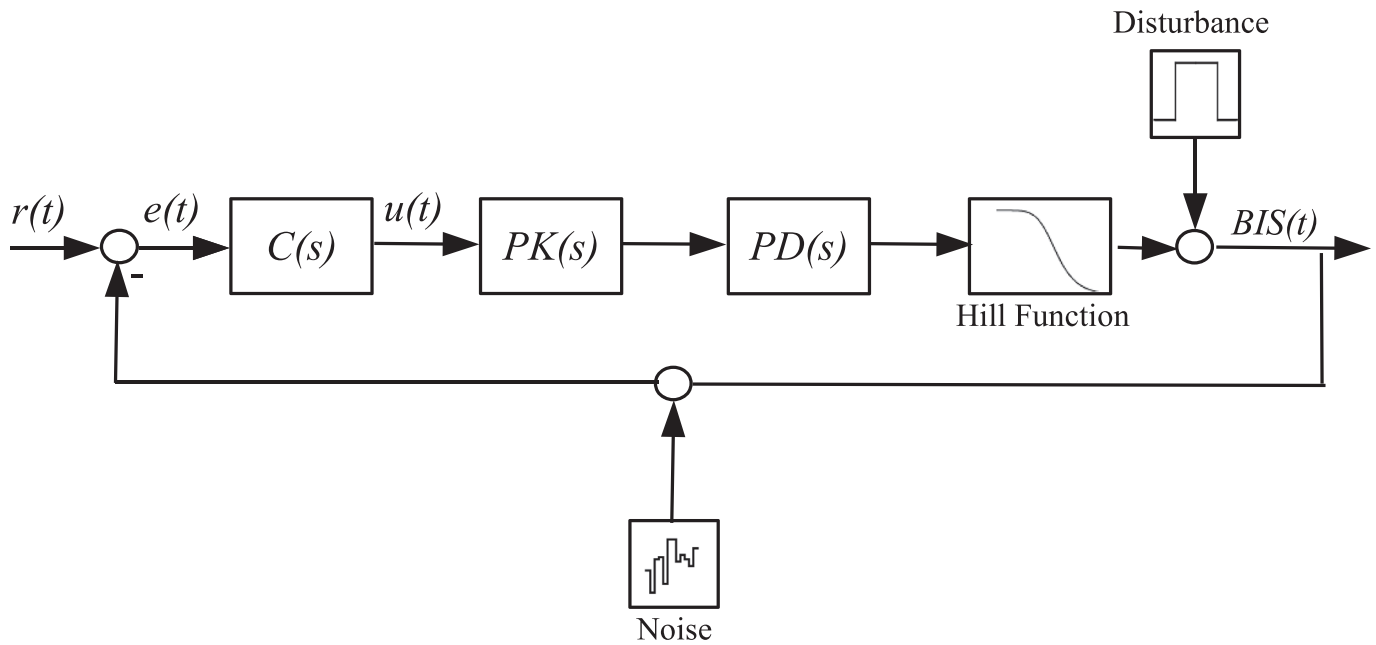 Disturbance
r(t)
e(t)
C(s)
u(t)
PK(s)
PD(s)
BIS(t)
-
Hill Function
Noise